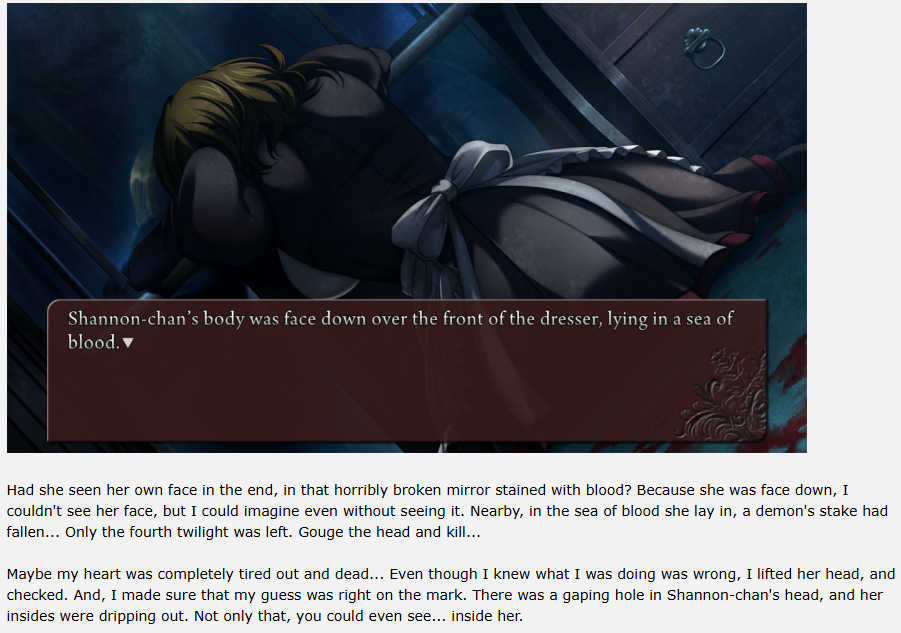 Shannon-chan’s body was face down over the front of the dresser, lying in a sea of
blood.▼
Had she seen her own face in the end, in that horribly broken mirror stained with blood? Because she was face down, I
couldn't see her face, but I could imagine even without seeing it. Nearby, in the sea of blood she lay in, a demon's stake had
fallen... Only the fourth twilight was left. Gouge the head and kill...
Maybe my heart was completely tired out and dead... Even though I knew what I was doing was wrong, I lifted her head, and
checked. And, I made sure that my guess was right on the mark. There was a gaping hole in Shannon-chan's head, and her
insides were dripping out. Not only that, you could even see... inside her.